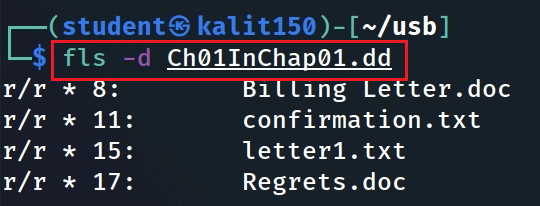 ┌──(student㉿kalit150)-[~/usb]
└─$ fls -d Ch01InChap01.dd
r/r * 8:        Billing Letter.doc
r/r * 11:       confirmation.txt
r/r * 15:       letter1.txt
r/r * 17:       Regrets.doc